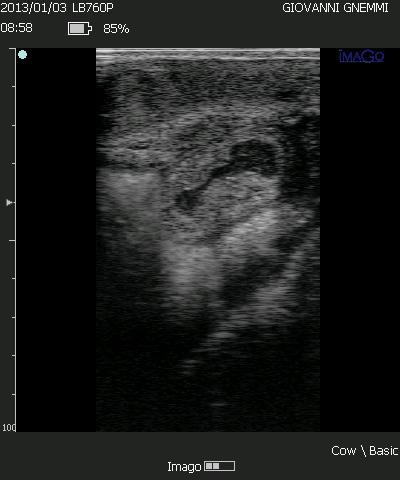 2013/01/03 LB760P GIOVANNI GNEMMI
08:58 85%
iMAGO
100
Cow \ Basic
Imago